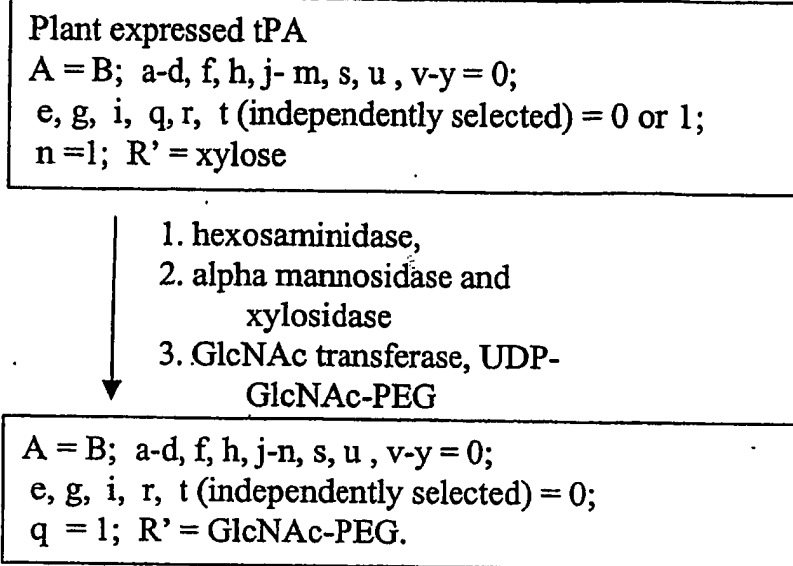 Plant expressed tPA
A = B; a-d, f, h, j- m, s, u , v-y = 0;
e, g, i, q, r, t (independently selected) = 0 or 1;
n =1; R’ = xylose
1. hexosaminidase,
2. alpha mannosidase and
xylosidase
3. GlcNAc transferase, UDP-
GlcNAc-PEG
A = B; a-d, f, h, j-n, s, u , v-y = 0;
e, g, i, r, t (independently selected) = 0;
q = 1; R’ = GlcNAc-PEG.